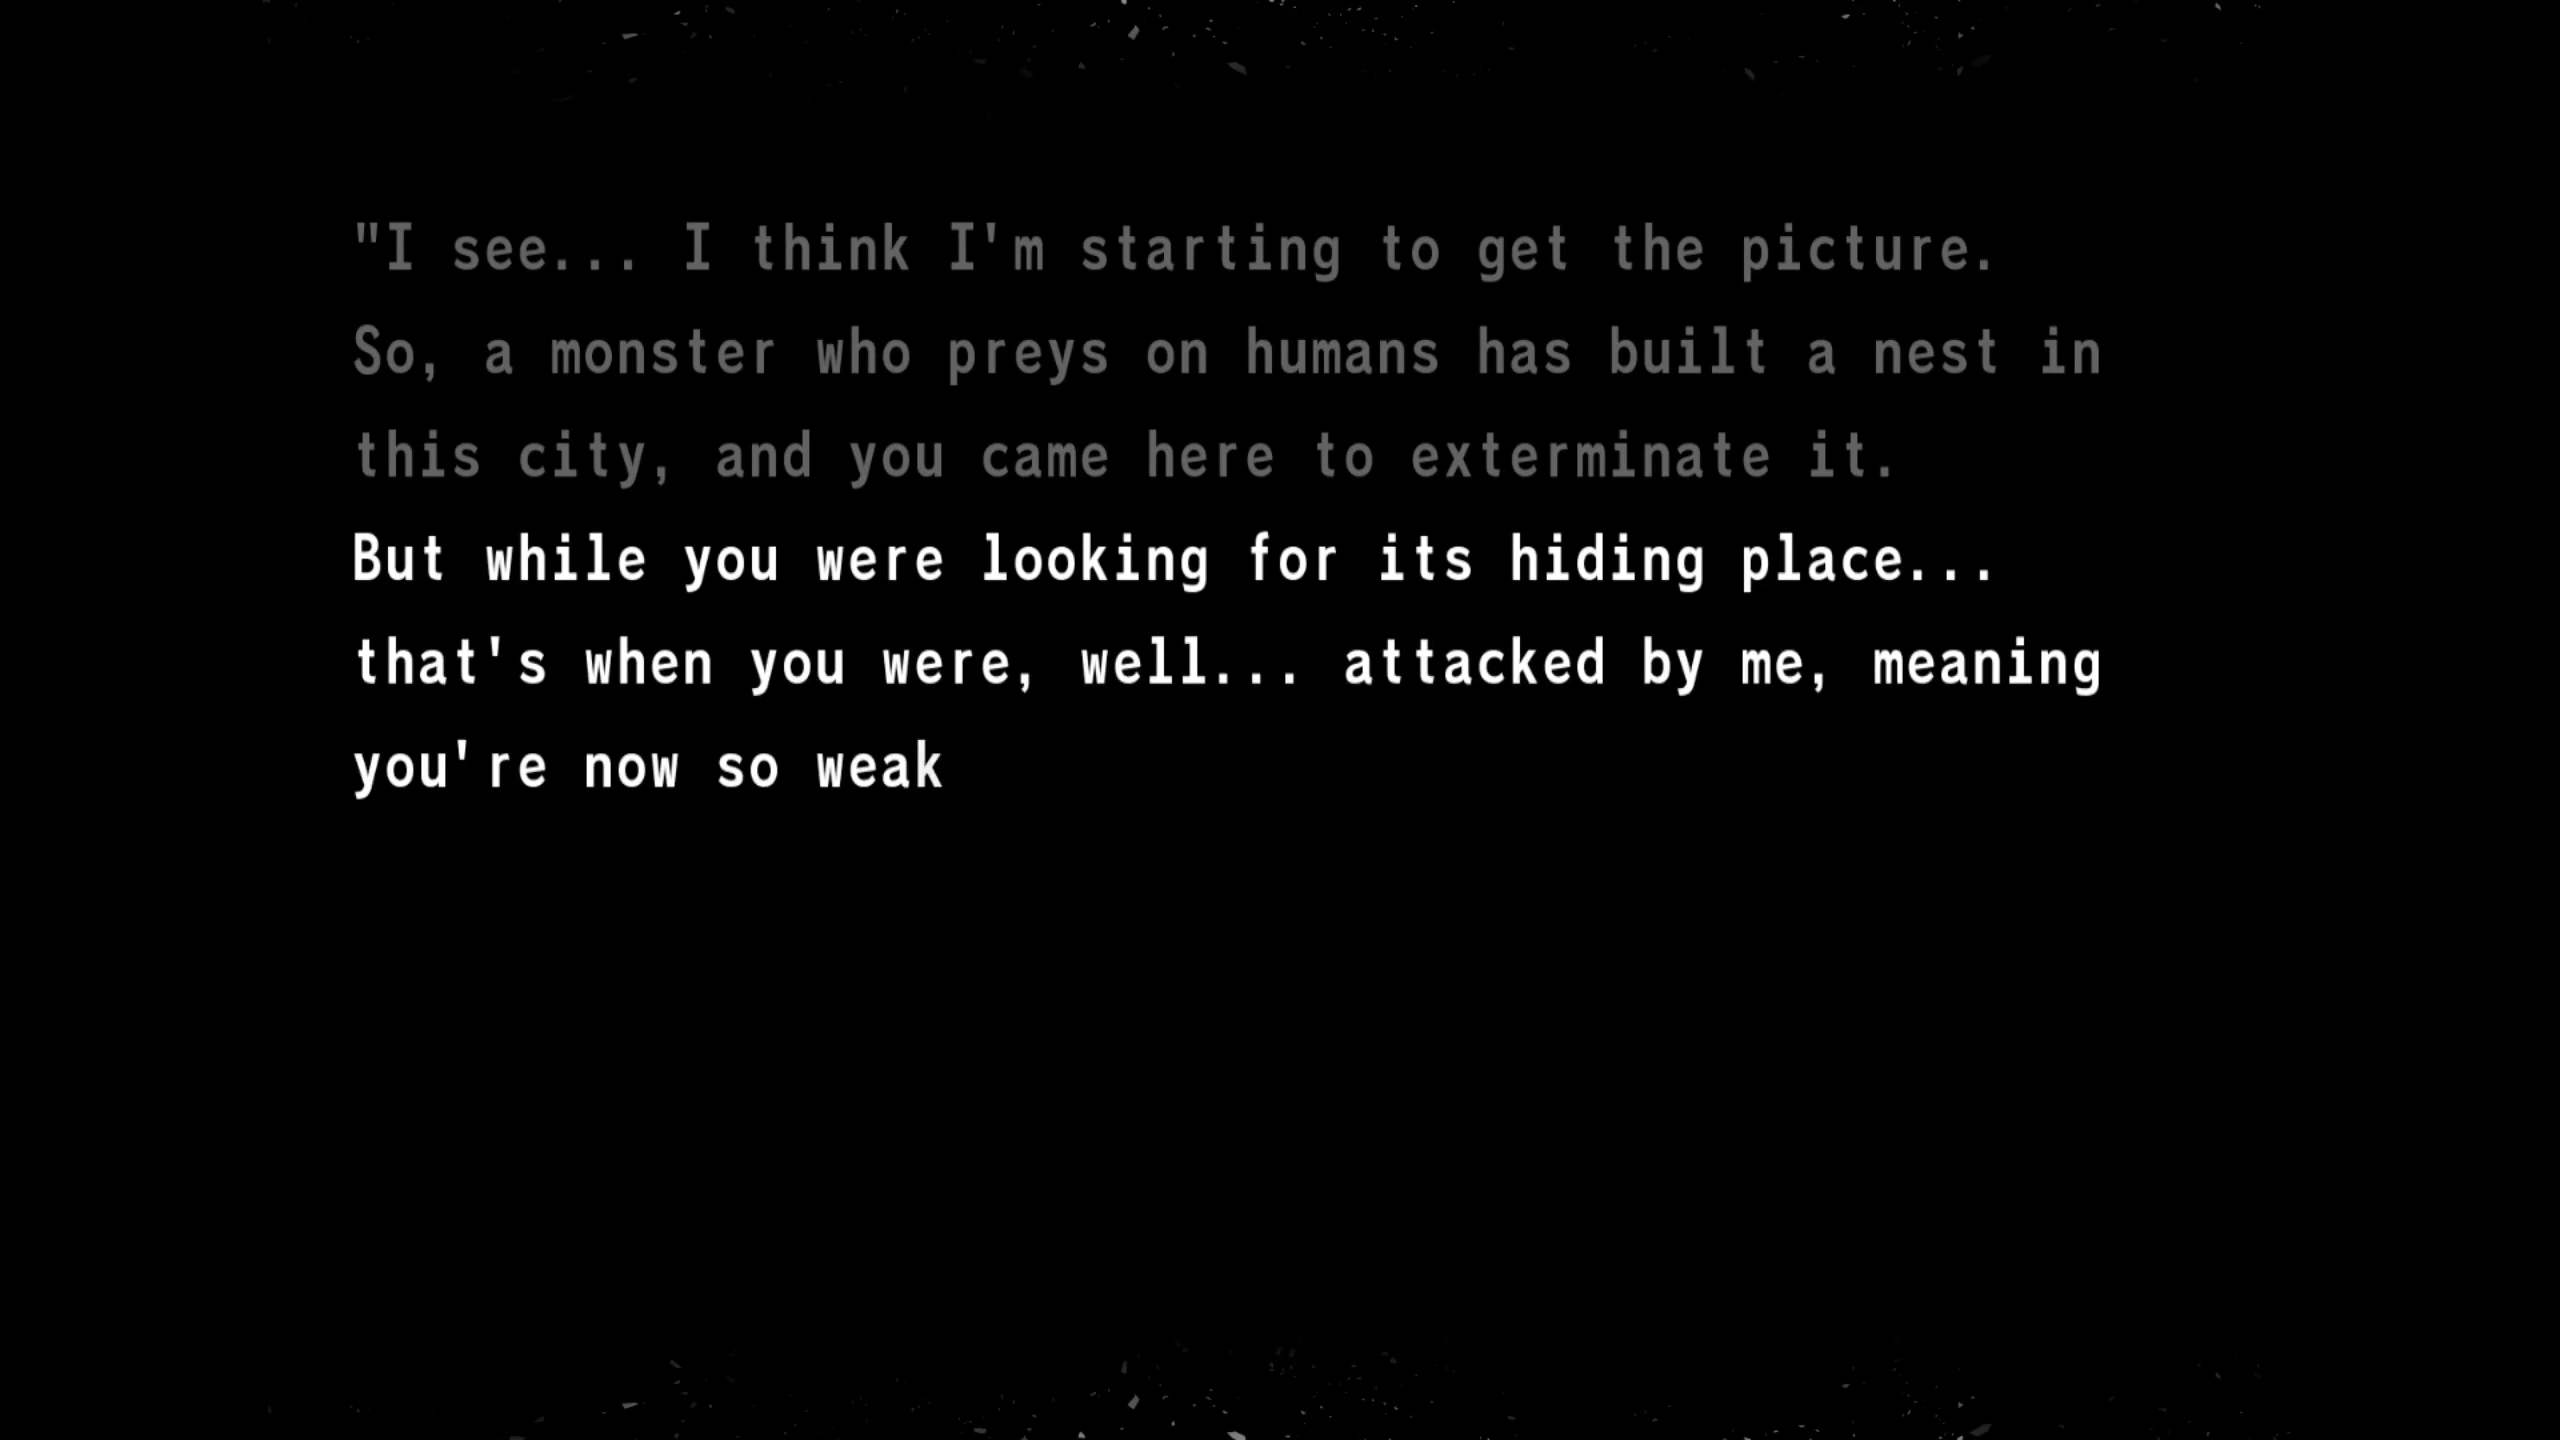 "I see... I think I'm starting to get the picture.
So, a monster who preys on humans has built a nest in
this city, and you came here to exterminate it.
But while you were looking for its hiding place...
that's when you were, well... attacked by me, meaning
you're now so weak